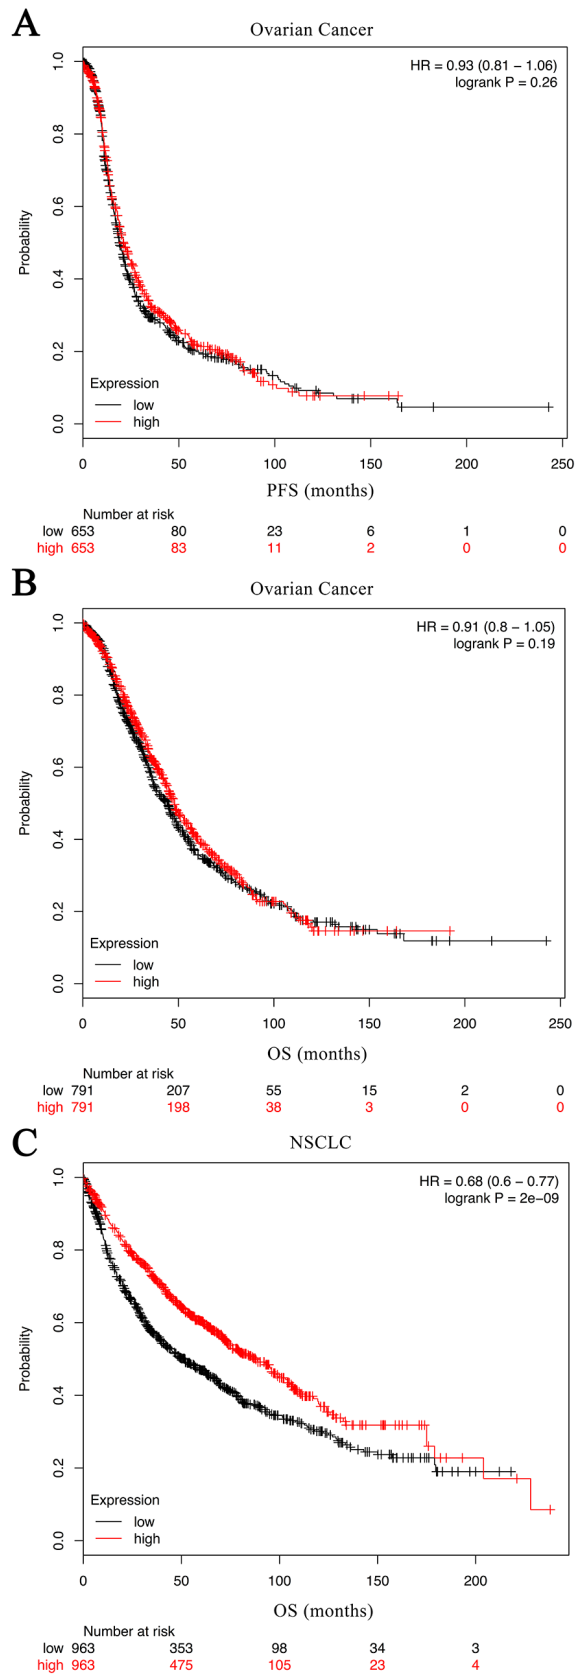 A
Ovarian Cancer
HR = 0.93 (0.81 − 1.06)
logrank P = 0.26
Probability
1.0
0.8
0.6
0.4
0.2
0.0
Expression
low
high
0 50 100 150 200 250
PFS (months)
Number at risk
low 653 80 23 6 1 0
high 653 83 11 2 0 0
B
Ovarian Cancer
HR = 0.91 (0.8 − 1.05)
logrank P = 0.19
Probability
1.0
0.8
0.6
0.4
0.2
0.0
Expression
low
high
0 50 100 150 200 250
OS (months)
Number at risk
low 791 207 55 15 2 0
high 791 198 38 3 0 0
C
NSCLC
HR = 0.68 (0.6 − 0.77)
logrank P = 2e−09
Probability
1.0
0.8
0.6
0.4
0.2
0.0
Expression
low
high
0 50 100 150 200
OS (months)
Number at risk
low 963 353 98 34 3
high 963 475 105 23 4